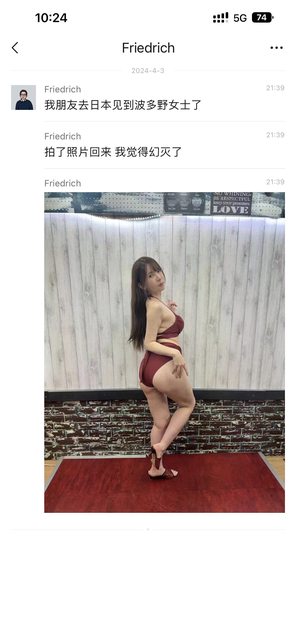 10:24
5G
74
Friedrich
2024-4-3
Friedrich
21:39
我朋友去日本见到波多野女士了
Friedrich
21:39
拍了照片回来 我觉得幻灭了
Friedrich
21:39
NO WHINING
LOVE